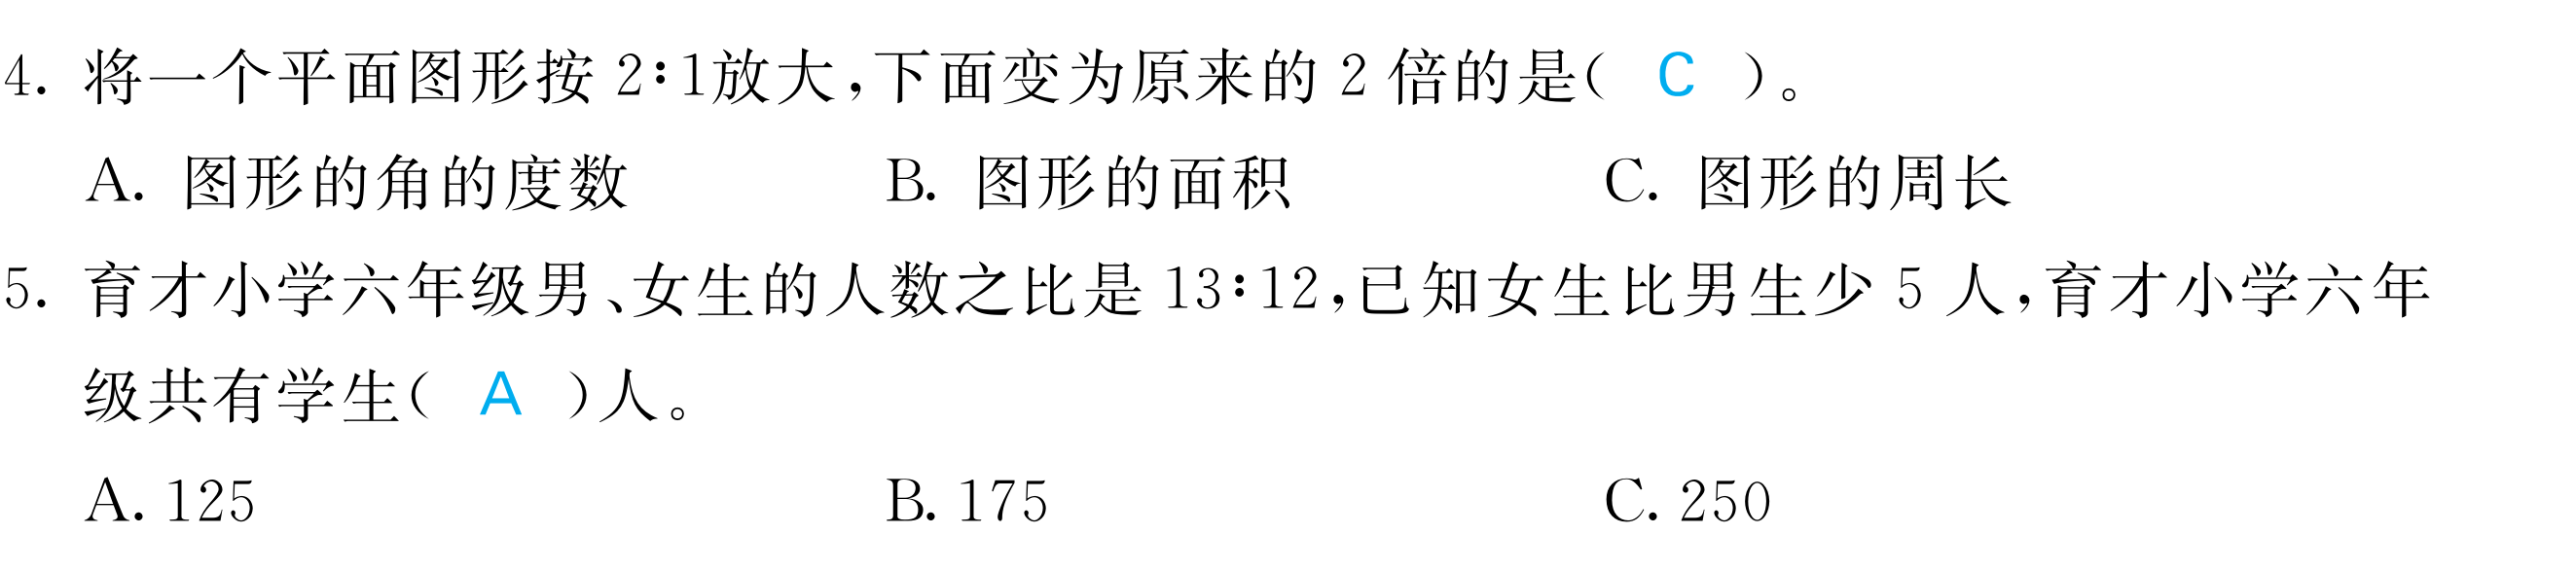 4. 将一个平面图形按 2∶1放大,下面变为原来的 2 倍的是( C )。
A. 图形的角的度数 B. 图形的面积 C. 图形的周长
5. 育才小学六年级男、女生的人数之比是 13∶12,已知女生比男生少 5 人,育才小学六年
级共有学生( A )人。
A. 125 B. 175 C. 250